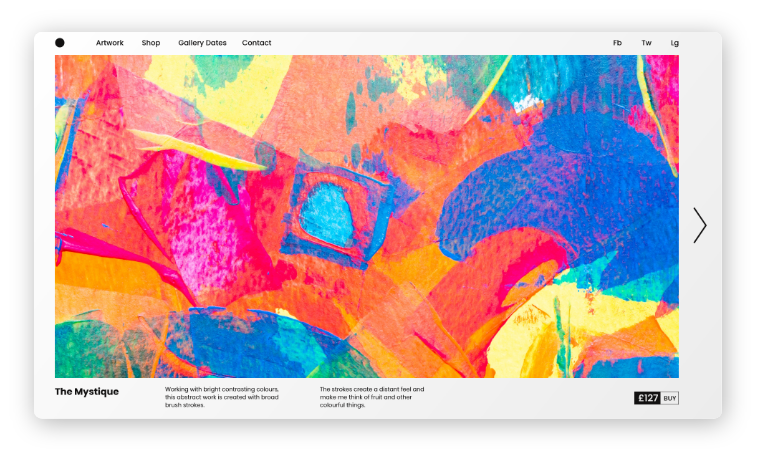 Artwork Shop Gallery Dates Contact Fb Tw Lg
The Mystique
Working with bright contrasting colours,
this abstract work is created with broad
brush strokes.
The strokes create a distant feel and
make me think of fruit and other
colourful things.
£127 BUY